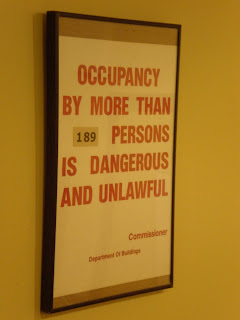 OCCUPANCY
BY MORE THAN
189 PERSONS
IS DANGEROUS
AND UNLAWFUL
Commissioner
Department Of Buildings